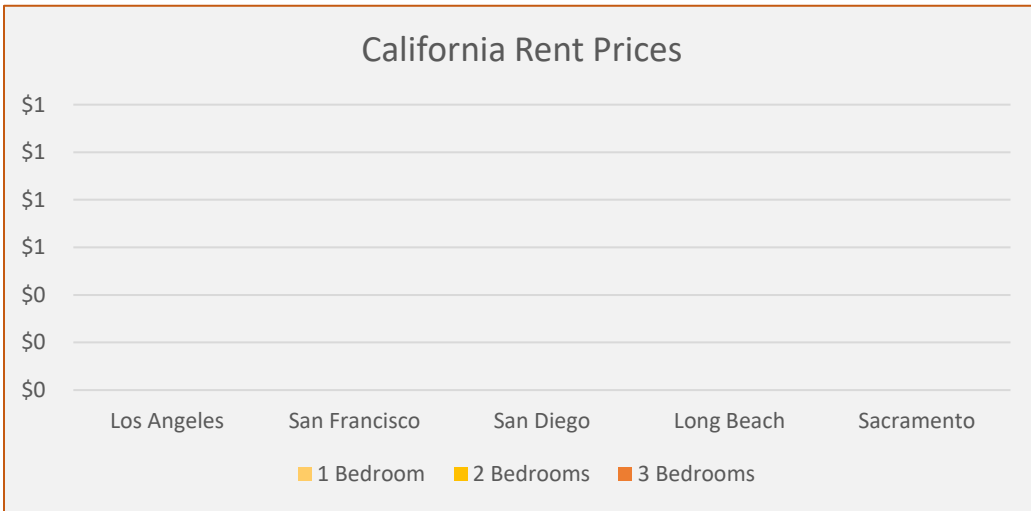 California Rent Prices
$1
$1
$1
$1
$0
$0
$0
Los Angeles San Francisco San Diego Long Beach Sacramento
1 Bedroom 2 Bedrooms 3 Bedrooms